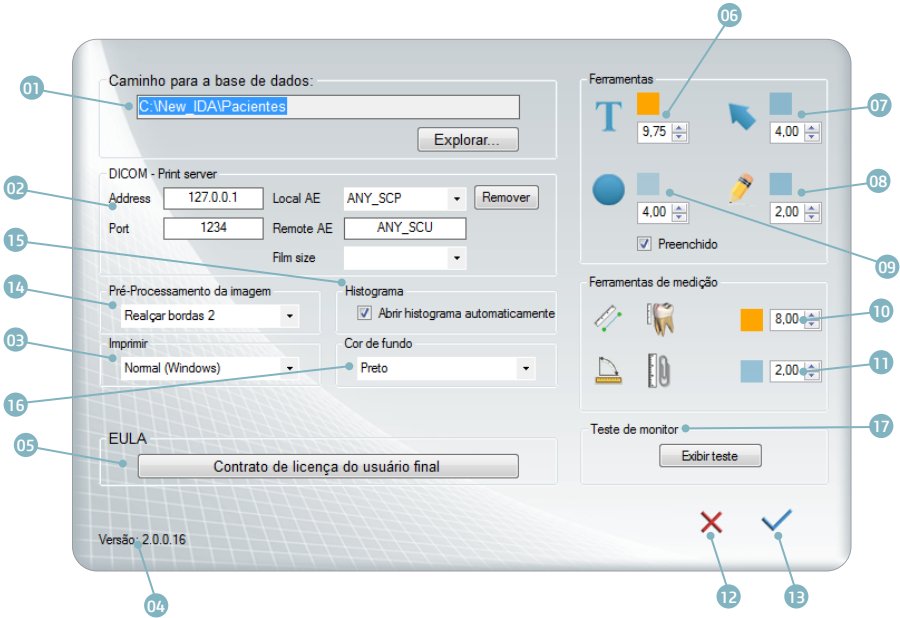 06
01
Caminho para a base de dados:
C:\New_IDA\Pacientes
Explorar...
Ferramentas
T
9,75
4,00
07
02
DICOM - Print server
Address 127.0.0.1 Local AE ANY_SCP Remover
Port 1234 Remote AE ANY_SCU
Film size
4,00
2,00
08
Preenchido
09
15
14
Pré-Processamento da imagem
Realçar bordas 2
Histograma
Abrir histograma automaticamente
Ferramentas de medição
8,00
10
03
Imprimir
Normal (Windows)
Cor de fundo
Preto
2,00
11
16
Teste de monitor
17
Exibir teste
05
EULA
Contrato de licença do usuário final
Versão: 2.0.0.16
04
12
13